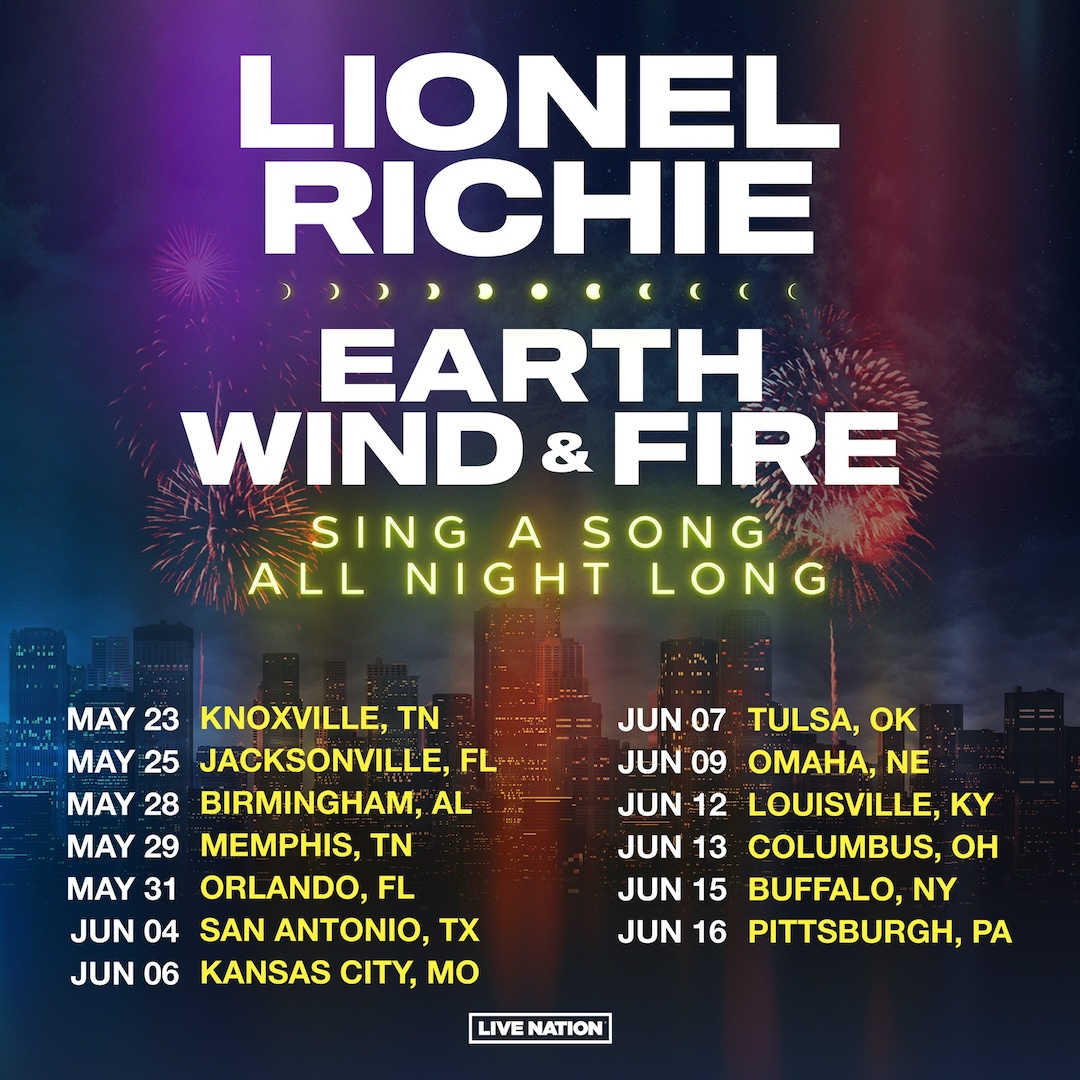 LIONEL
RICHIE
EARTH
WIND & FIRE
SING A SONG
ALL NIGHT LONG
MAY 23 KNOXVILLE, TN
MAY 25 JACKSONVILLE, FL
MAY 28 BIRMINGHAM, AL
MAY 29 MEMPHIS, TN
MAY 31 ORLANDO, FL
JUN 04 SAN ANTONIO, TX
JUN 06 KANSAS CITY, MO
JUN 07 TULSA, OK
JUN 09 OMAHA, NE
JUN 12 LOUISVILLE, KY
JUN 13 COLUMBUS, OH
JUN 15 BUFFALO, NY
JUN 16 PITTSBURGH, PA
LIVE NATION